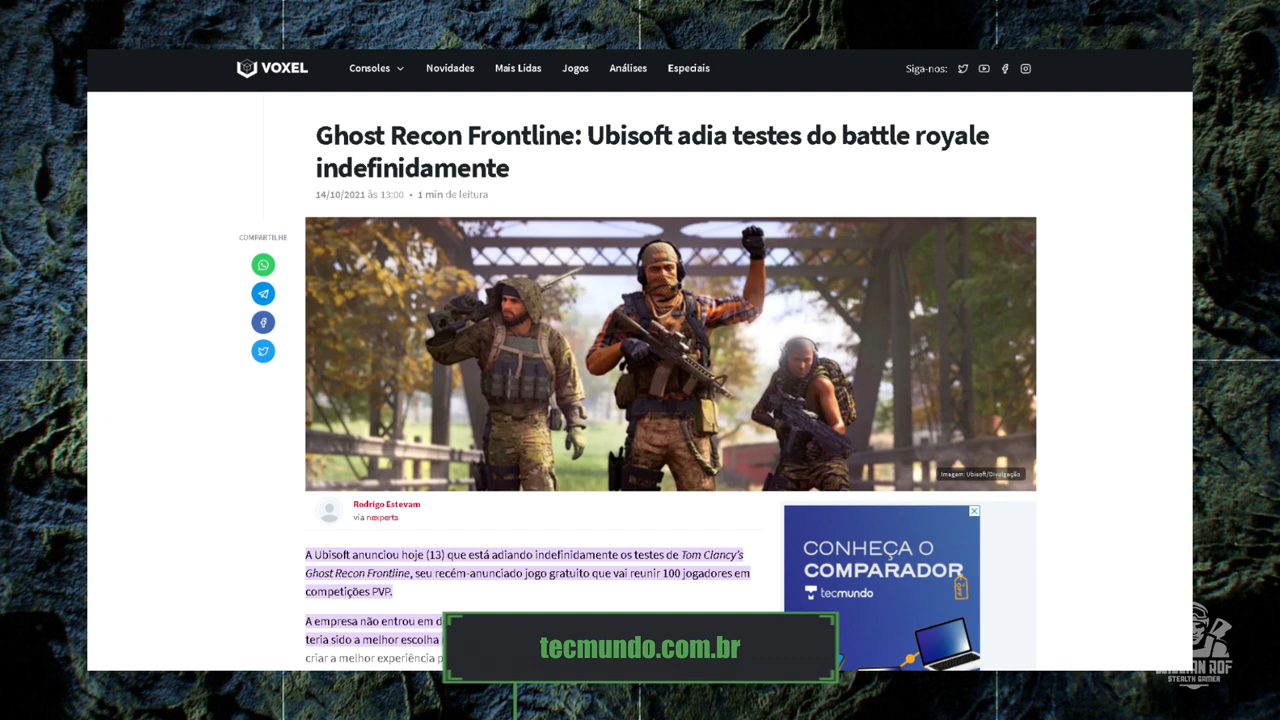 VOXEL
Consoles Novidades Mais Lidas Jogos Análises Especiais
Siga-nos:
Ghost Recon Frontline: Ubisoft adia testes do battle royale
indefinidamente
14/10/2021 às 13:00 • 1 min de leitura
COMPARTILHE
Imagem: Ubisoft/Divulgação
Rodrigo Estevam
via nexperts
A Ubisoft anunciou hoje (13) que está adiando indefinidamente os testes de Tom Clancy's
Ghost Recon Frontline, seu recém-anunciado jogo gratuito que vai reunir 100 jogadores em
competições PVP.
A empresa não entrou em d
teria sido a melhor escolha
criar a melhor experiência p
CONHEÇA O
COMPARADOR
tecmundo
tecmundo.com.br
ROF
STEALTH GAMER